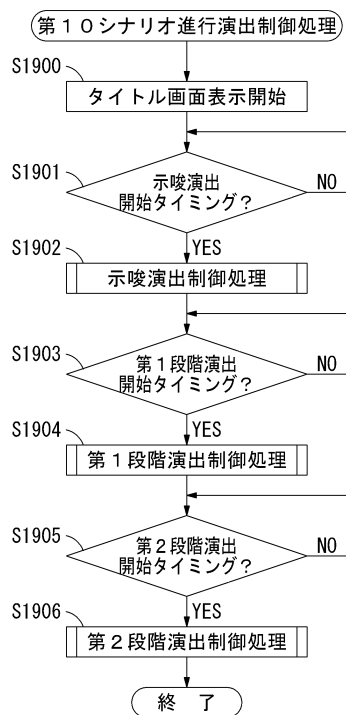 第１０シナリオ進行演出制御処理
S1900
タイトル画面表示開始
S1901
示唆演出
開始タイミング？
NO
YES
S1902
示唆演出制御処理
S1903
第１段階演出
開始タイミング？
NO
YES
S1904
第１段階演出制御処理
S1905
第２段階演出
開始タイミング？
NO
YES
S1906
第２段階演出制御処理
終　了